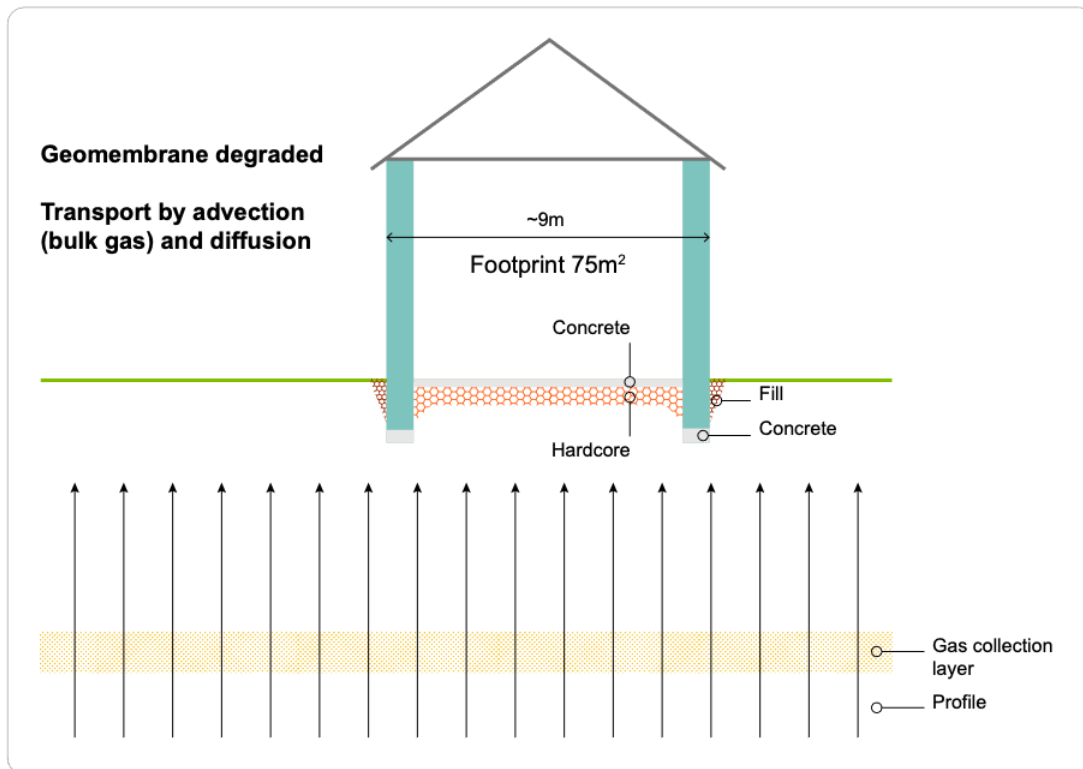 Geomembrane degraded
Transport by advection
(bulk gas) and diffusion
~9m
Footprint 75m²
Concrete
Fill
Concrete
Hardcore
Gas collection
layer
Profile